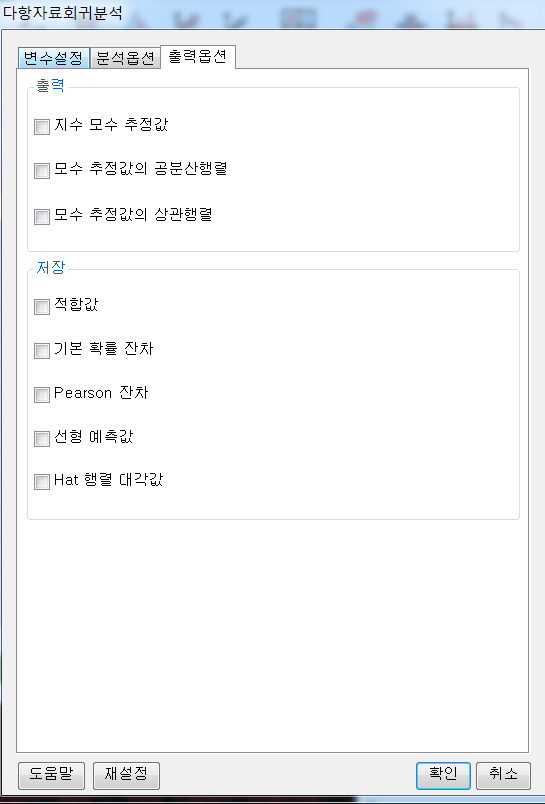 다항자료회귀분석
변수설정 분석옵션 출력옵션
출력
지수 모수 추정값
모수 추정값의 공분산행렬
모수 추정값의 상관행렬
저장
적합값
기본 확률 잔차
Pearson 잔차
선형 예측값
Hat 행렬 대각값
도움말 재설정 확인 취소